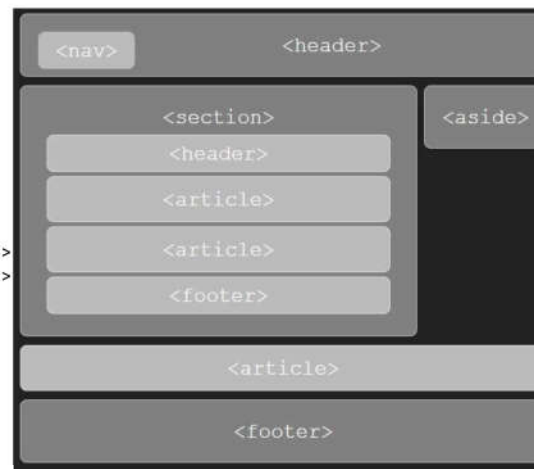 <nav>
<header>
<section>
<aside>
<header>
<article>
<article>
>
>
<footer>
<article>
<footer>